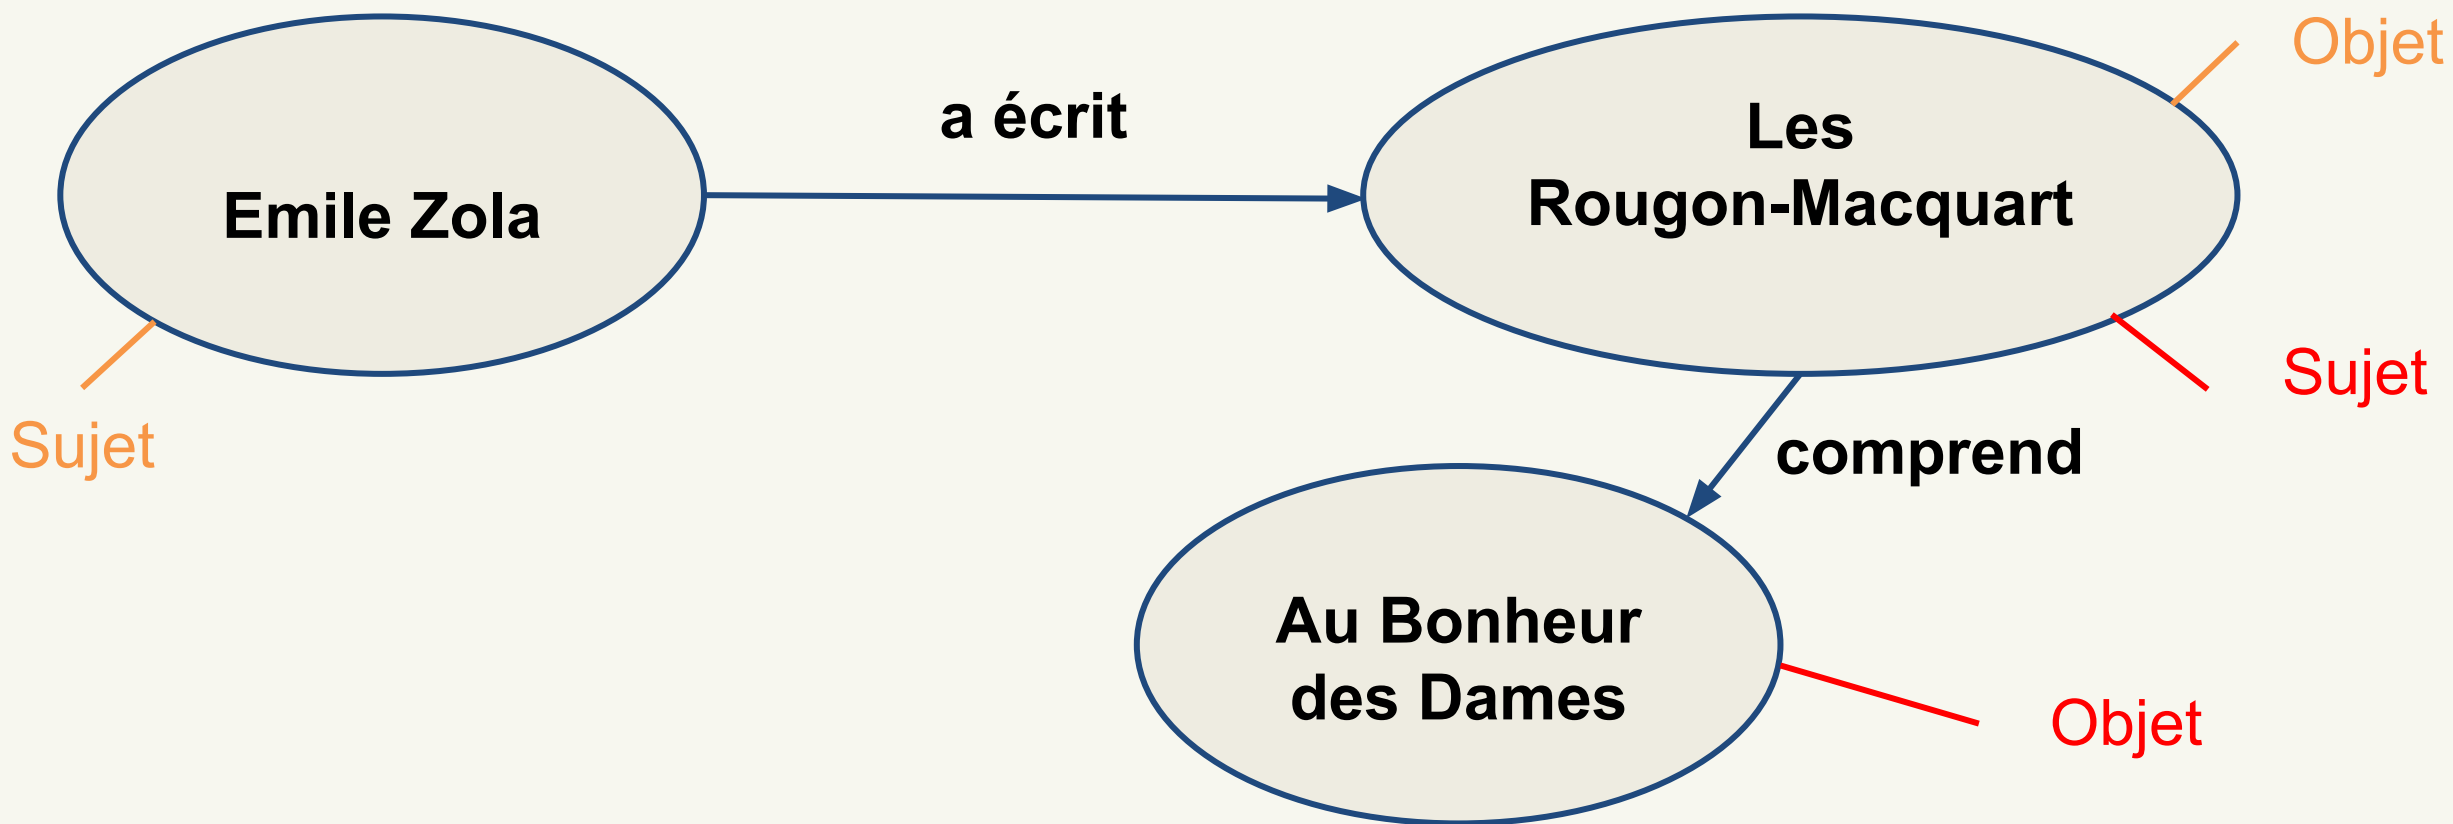 Objet
a écrit
Les
Rougon-Macquart
Emile Zola
Sujet
Sujet
comprend
Au Bonheur
des Dames
Objet